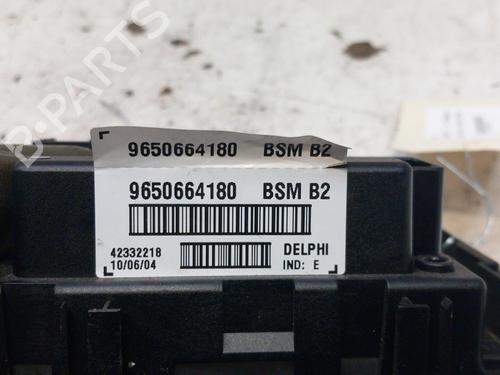 B-PARTS
9650664180 BSM B2
9650664180 BSM B2
42332218
10/06/04
DELPHI
IND: E